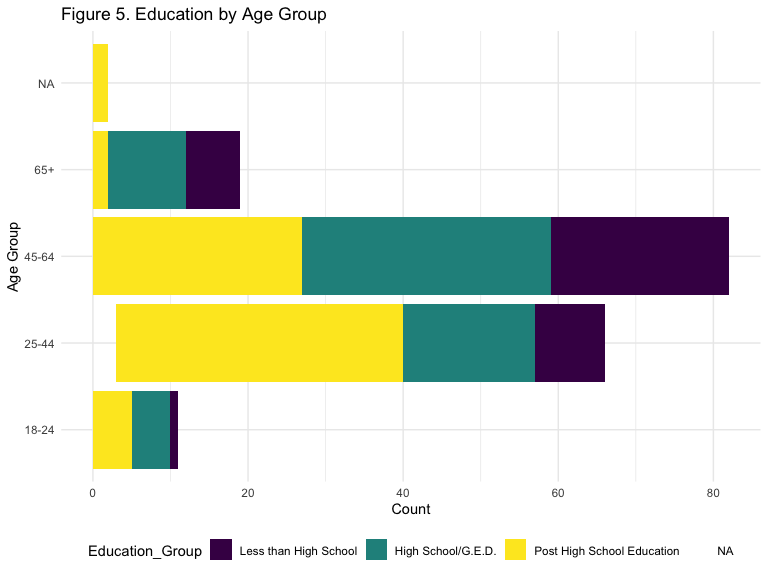 Figure 5. Education by Age Group
NA
65+
45-64
25-44
18-24
Age Group
0 20 40 60 80
Count
Education_Group Less than High School High School/G.E.D. Post High School Education NA